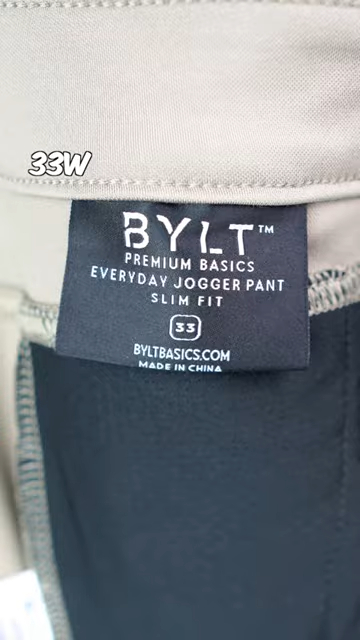 33W
BYLT™
PREMIUM BASICS
EVERYDAY JOGGER PANT
SLIM FIT
33
BYLTBASICS.COM
MADE IN CHINA